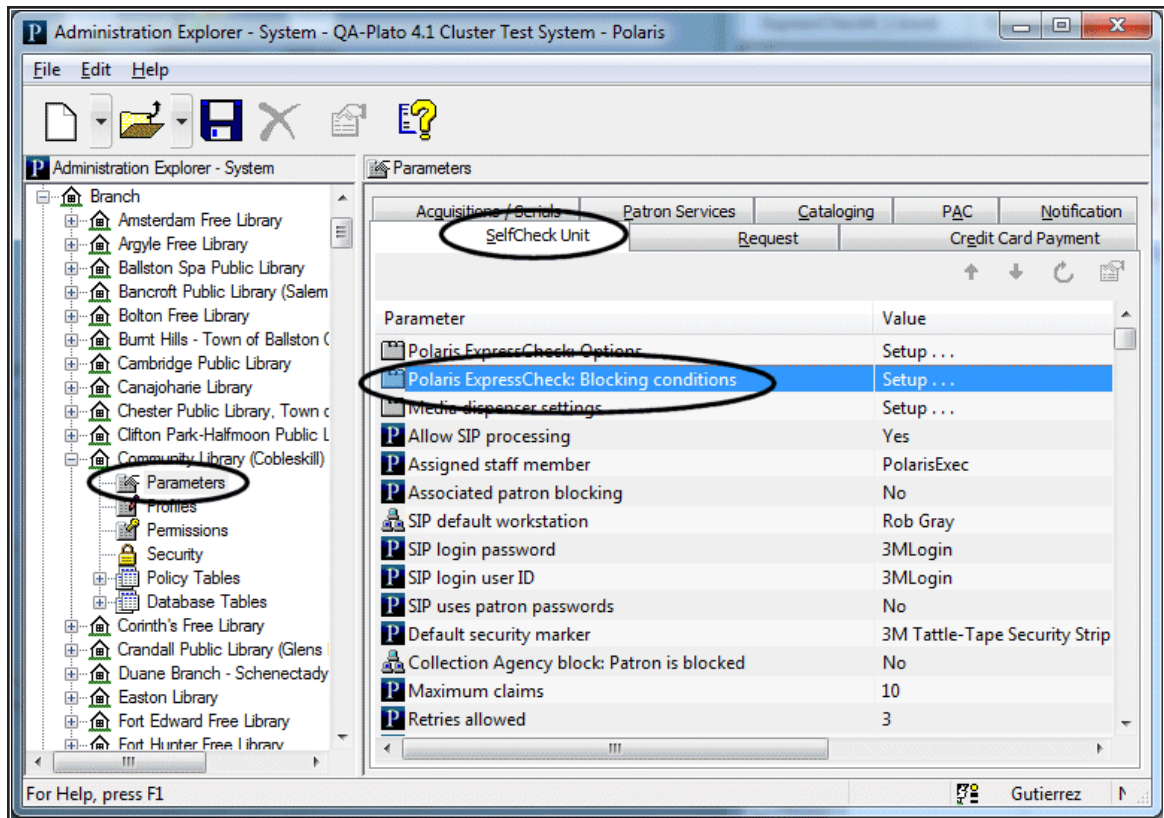 Administration Explorer - System - QA-Plato 4.1 Cluster Test System - Polaris
File Edit Help
Administration Explorer - System
Parameters
Branch
Amsterdam Free Library
Argyle Free Library
Ballston Spa Public Library
Bancroft Public Library (Salem
Bolton Free Library
Burnt Hills - Town of Ballston C
Cambridge Public Library
Canajoharie Library
Chester Public Library, Town o
Clifton Park-Halfmoon Public L
Community Library (Cobleskill)
Parameters
Profiles
Permissions
Security
Policy Tables
Database Tables
Corinth's Free Library
Crandall Public Library (Glens
Duane Branch - Schenectady
Easton Library
Fort Edward Free Library
Fort Hunter Free Library
Acquisitions / Serials Patron Services Cataloging PAC Notification
SelfCheck Unit Request Credit Card Payment
Parameter Value
Polaris ExpressCheck: Options Setup . . .
Polaris ExpressCheck: Blocking conditions Setup . . .
Media dispenser settings Setup . . .
Allow SIP processing Yes
Assigned staff member PolarisExec
Associated patron blocking No
SIP default workstation Rob Gray
SIP login password 3MLogin
SIP login user ID 3MLogin
SIP uses patron passwords No
Default security marker 3M Tattle-Tape Security Strip
Collection Agency block: Patron is blocked No
Maximum claims 10
Retries allowed 3
For Help, press F1 Gutierrez